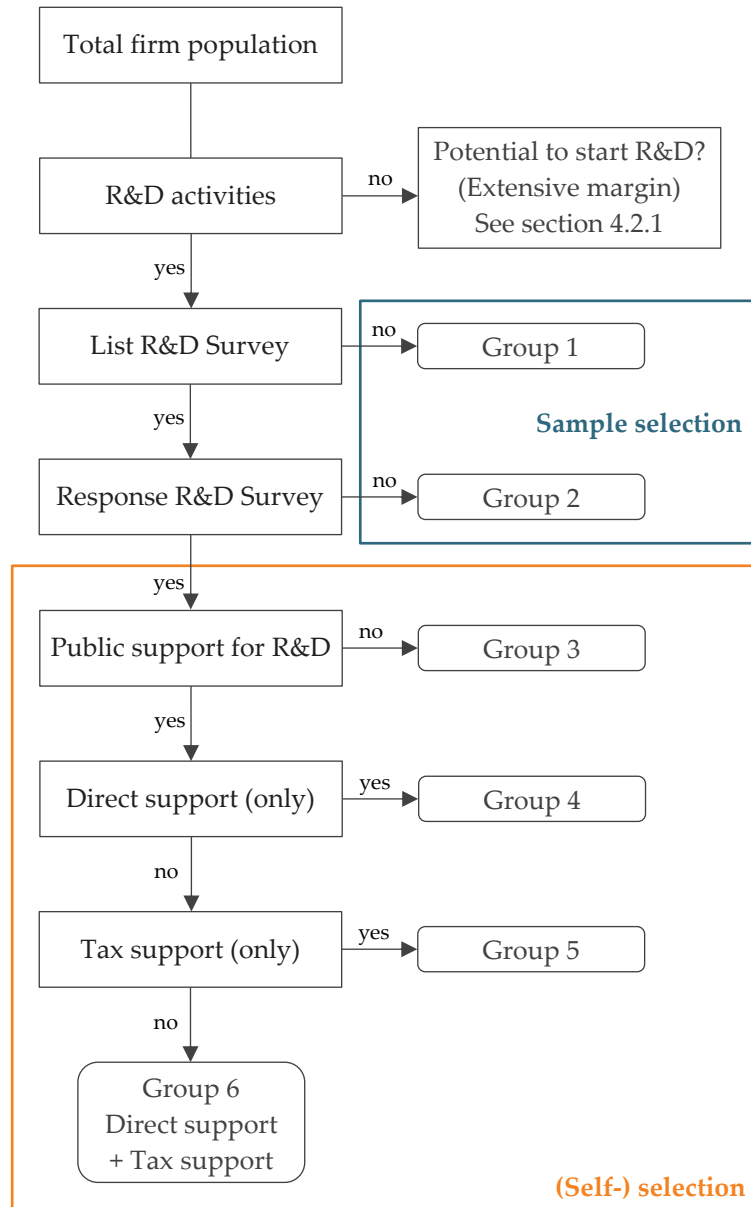 Total firm population
R&D activities
no
Potential to start R&D?
(Extensive margin)
See section 4.2.1
yes
List R&D Survey
no
Group 1
yes
Sample selection
Response R&D Survey
no
Group 2
yes
Public support for R&D
no
Group 3
yes
Direct support (only)
yes
Group 4
no
Tax support (only)
yes
Group 5
no
Group 6
Direct support
+ Tax support
(Self-) selection